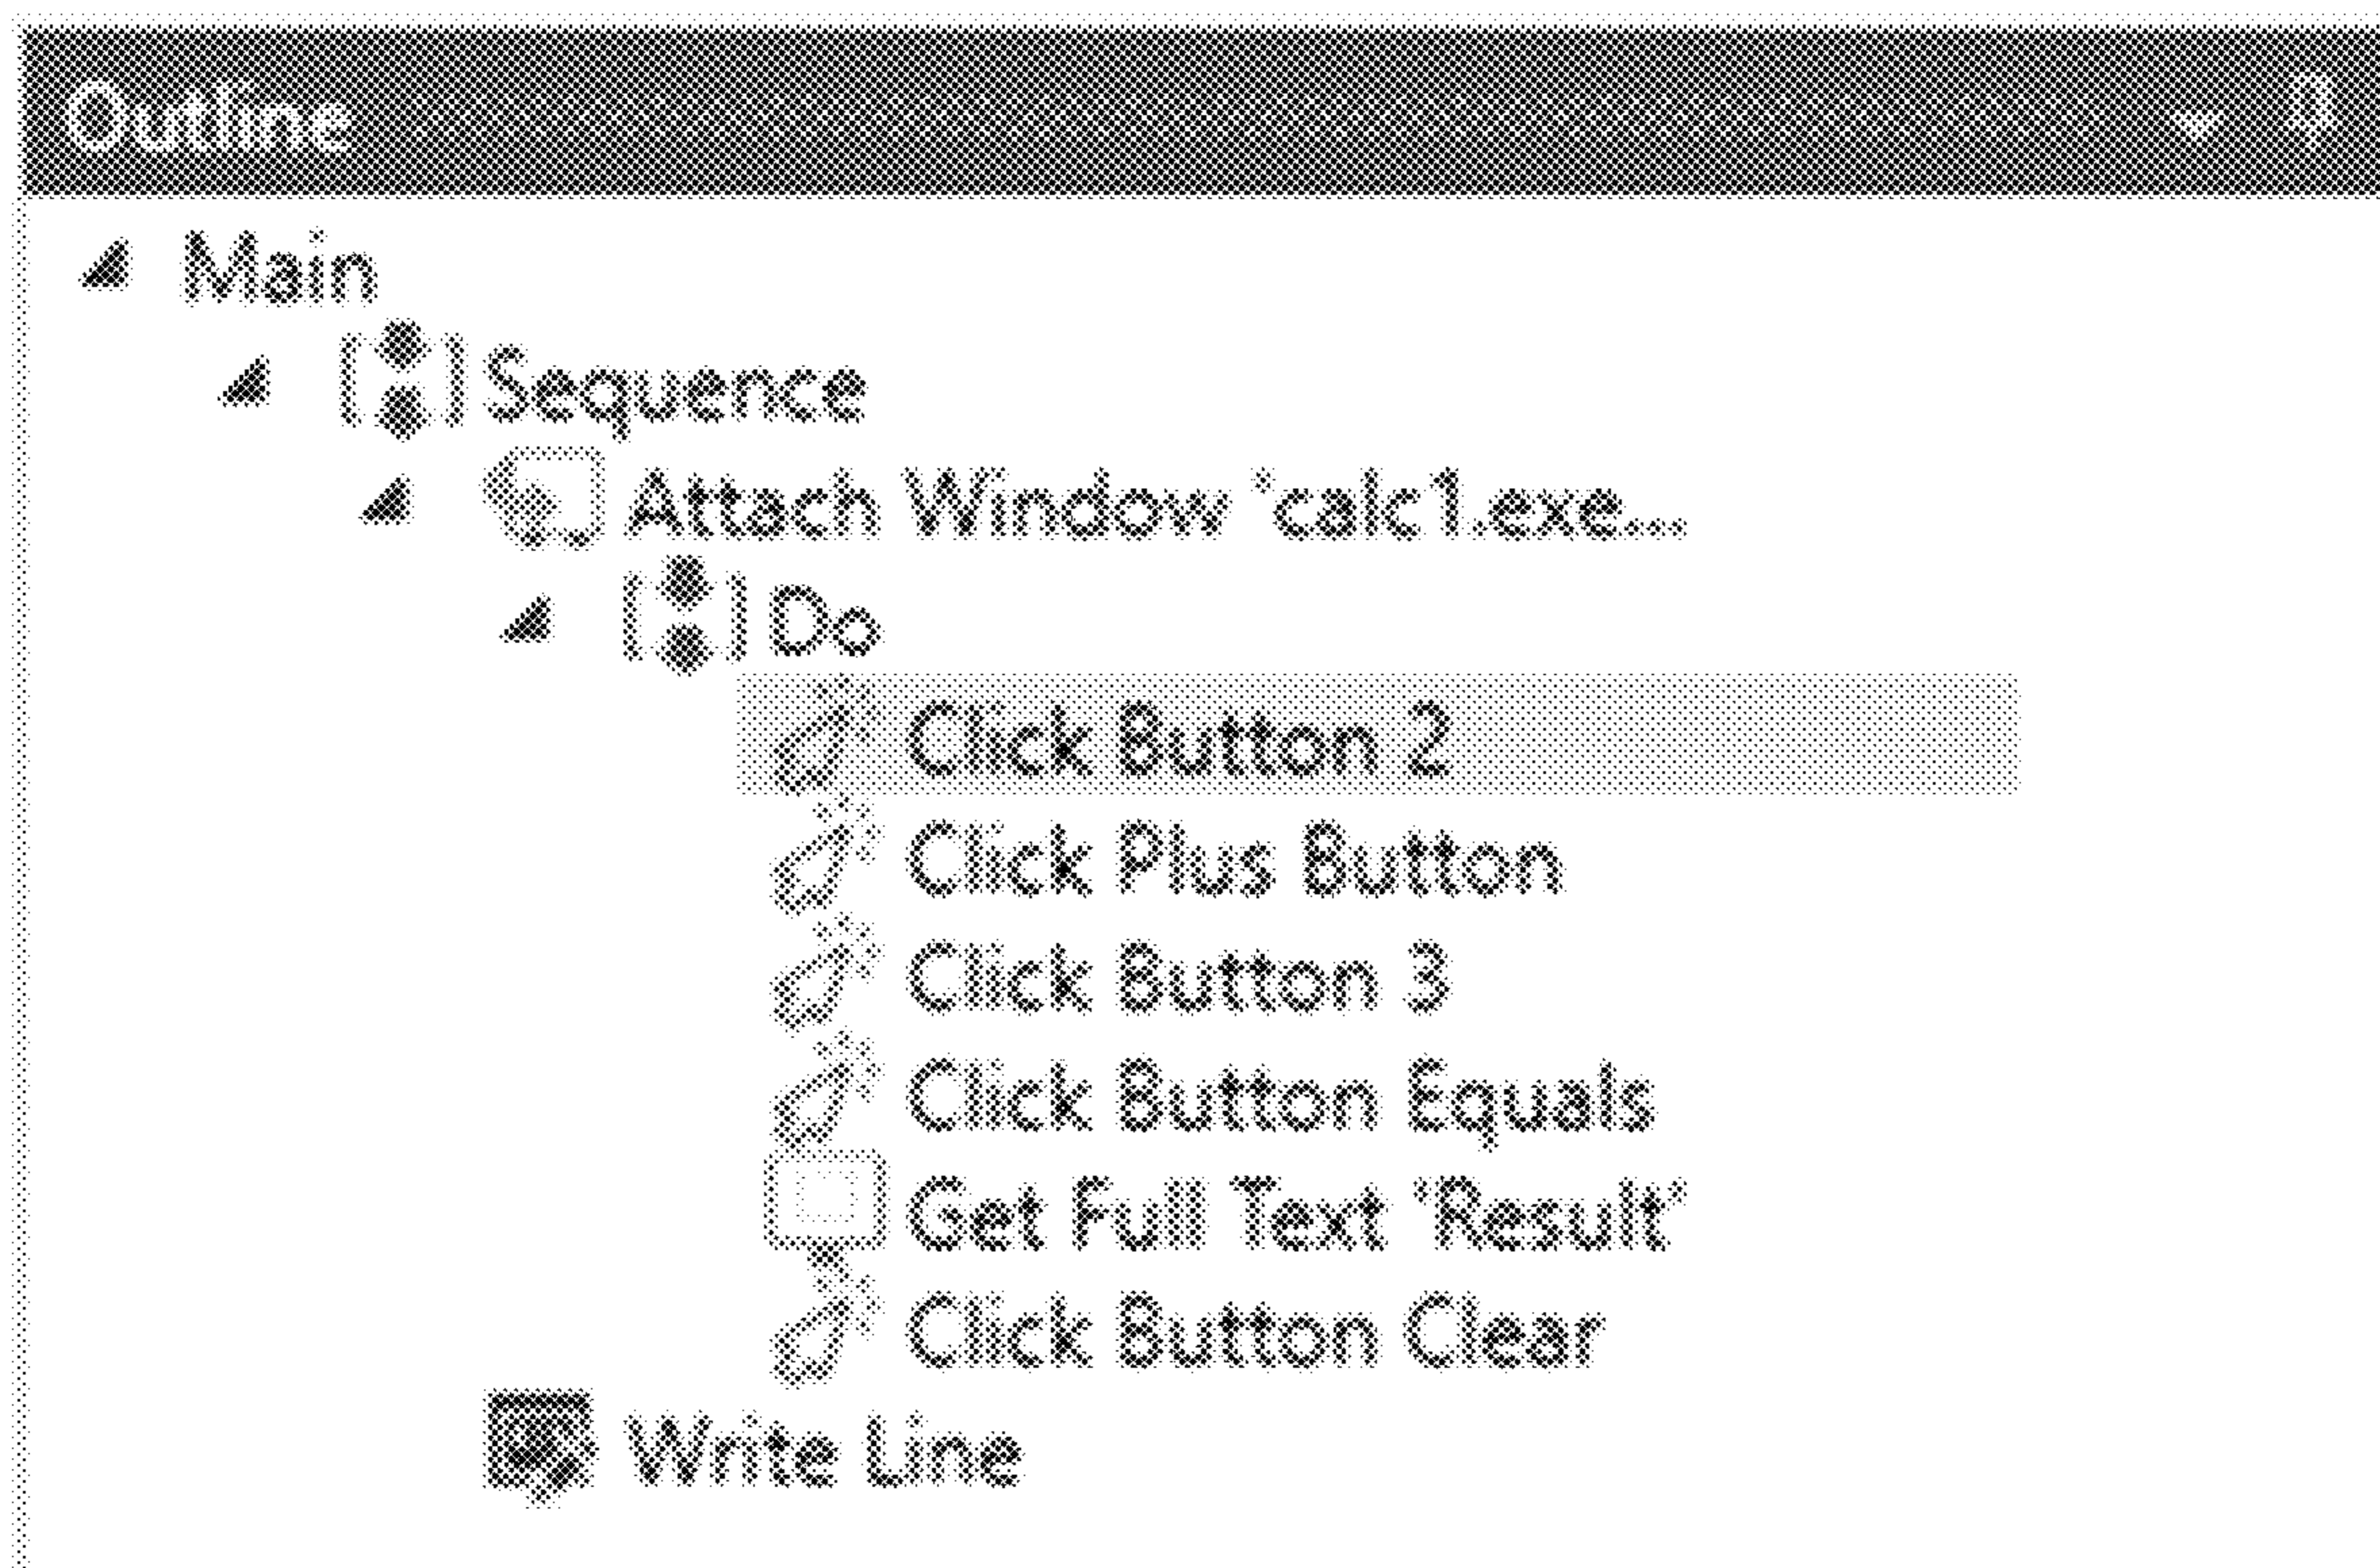 Outline
Main
Sequence
Attach Window 'calc1.exe...
Do
Click Button 2
Click Plus Button
Click Button 3
Click Button Equals
Get Full Text 'Result'
Click Button Clear
Write Line